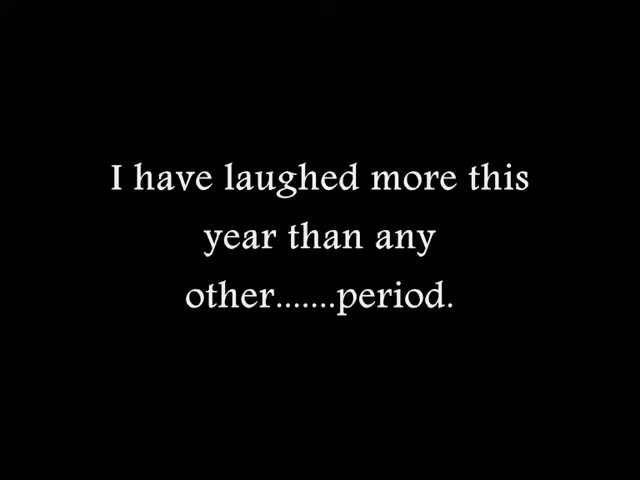 I have laughed more this
year than any
other.......period.